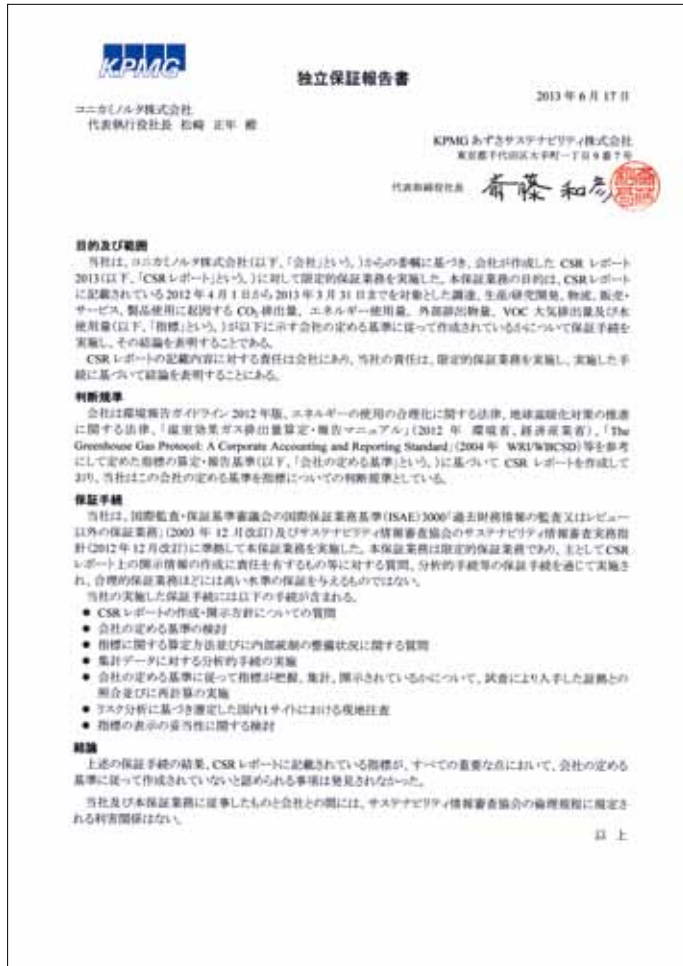 KPMG
独立保証報告書
2013年6月17日
コニカミノルタ株式会社
代表執行役社長 松﨑 正年 殿
KPMGあずさサステナビリティ株式会社
東京都千代田区大手町一丁目9番7号
代表取締役社長 斎藤 和彦
目的及び範囲
当社は、コニカミノルタ株式会社(以下、「会社」という。)からの委嘱に基づき、会社が作成した CSR レポート
2013(以下、「CSRレポート」という。)に対して限定的保証業務を実施した。本保証業務の目的は、CSRレポート
に記載されている2012年4月1日から2013年3月31日までを対象とした調達、生産/研究開発、物流、販売・
サービス、製品使用に起因するCO₂排出量、エネルギー使用量、外部排出物量、VOC大気排出量及び水
使用量(以下、「指標」という。)が以下に示す会社の定める基準に従って作成されているかについて保証手続を
実施し、その結論を表明することである。
CSRレポートの記載内容に対する責任は会社にあり、当社の責任は、限定的保証業務を実施し、実施した手
続に基づいて結論を表明することにある。
判断規準
会社は環境報告ガイドライン2012年版、エネルギーの使用の合理化に関する法律、地球温暖化対策の推進
に関する法律、「温室効果ガス排出量算定・報告マニュアル」(2012年 環境省、経済産業省)、「The
Greenhouse Gas Protocol: A Corporate Accounting and Reporting Standard」(2004年 WRI/WBCSD)等を参考
にして定めた指標の算定・報告基準(以下、「会社の定める基準」という。)に基づいてCSRレポートを作成して
おり、当社はこの会社の定める基準を指標についての判断規準としている。
保証手続
当社は、国際監査・保証基準審議会の国際保証業務基準(ISAE)3000「過去財務情報の監査又はレビュー
以外の保証業務」(2003年12月改訂)及びサステナビリティ情報審査協会のサステナビリティ情報審査実務指
針(2012年12月改訂)に準拠して本保証業務を実施した。本保証業務は限定的保証業務であり、主としてCSR
レポート上の開示情報の作成に責任を有するもの等に対する質問、分析的手続等の保証手続を通じて実施さ
れ、合理的保証業務ほどには高い水準の保証を与えるものではない。
当社の実施した保証手続には以下の手続が含まれる。
● CSRレポートの作成・開示方針についての質問
● 会社の定める基準の検討
● 指標に関する算定方法並びに内部統制の整備状況に関する質問
● 集計データに対する分析的手続の実施
● 会社の定める基準に従って指標が把握、集計、開示されているかについて、試査により入手した証拠との
照合並びに再計算の実施
● リスク分析に基づき選定した国内1サイトにおける現地往査
● 指標の表示の妥当性に関する検討
結論
上述の保証手続の結果、CSRレポートに記載されている指標が、すべての重要な点において、会社の定める
基準に従って作成されていないと認められる事項は発見されなかった。
当社及び本保証業務に従事したものと会社との間には、サステナビリティ情報審査協会の倫理規程に規定さ
れる利害関係はない。
以 上